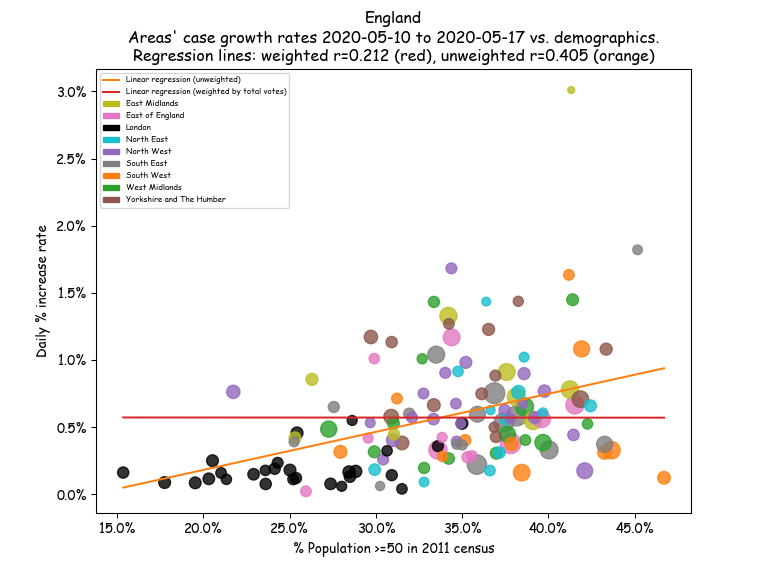 England
Areas' case growth rates 2020-05-10 to 2020-05-17 vs. demographics.
Regression lines: weighted r=0.212 (red), unweighted r=0.405 (orange)
Linear regression (unweighted)
Linear regression (weighted by total votes)
East Midlands
East of England
London
North East
North West
South East
South West
West Midlands
Yorkshire and The Humber
3.0%
2.5%
2.0%
1.5%
1.0%
0.5%
0.0%
Daily % increase rate
15.0% 20.0% 25.0% 30.0% 35.0% 40.0% 45.0%
% Population >=50 in 2011 census